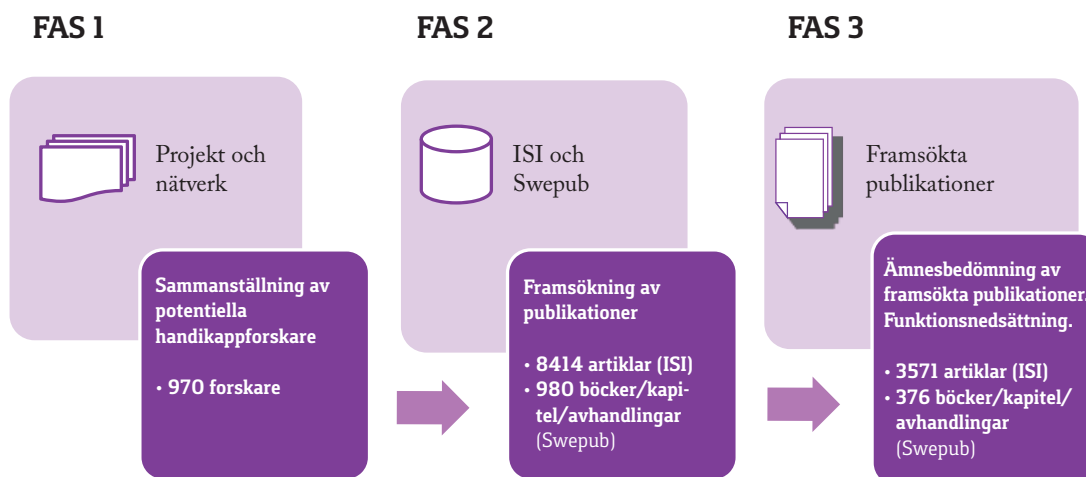 FAS 1
Projekt och
nätverk
Sammanställning av
potentiella
handikappforskare
• 970 forskare
FAS 2
ISI och
Swepub
Framsökning av
publikationer
• 8414 artiklar (ISI)
• 980 böcker/kapi-
tel/avhandlingar
(Swepub)
FAS 3
Framsökta
publikationer
Ämnesbedömning av
framsökta publikationer.
Funktionsnedsättning.
• 3571 artiklar (ISI)
• 376 böcker/kapitel/
avhandlingar
(Swepub)